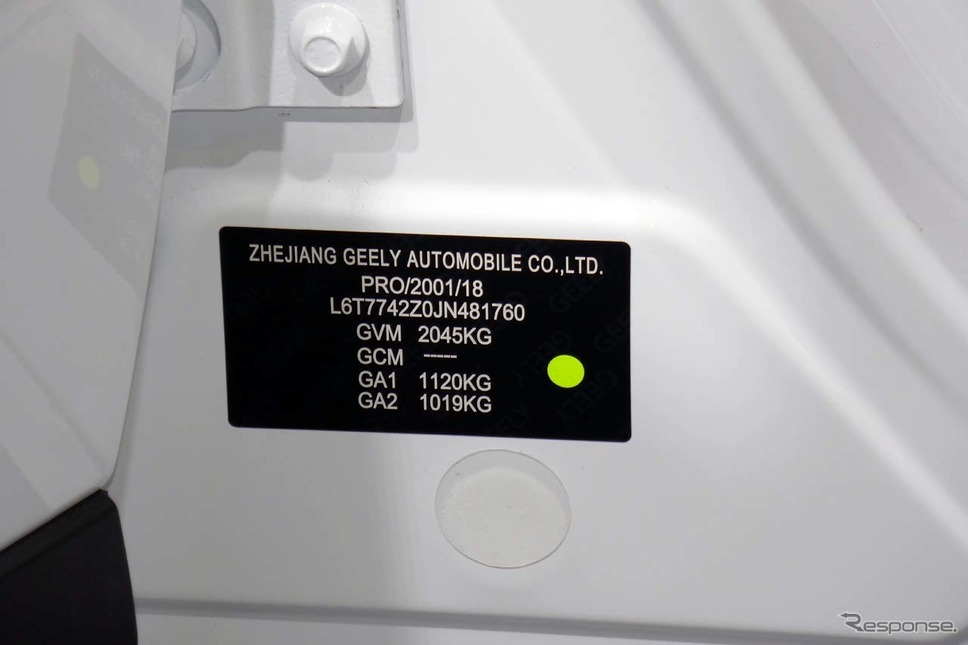 ZHEJIANG GEELY AUTOMOBILE CO.,LTD.
PRO/2001/18
L6T7742Z0JN481760
GVM 2045KG
GCM -----
GA1 1120KG
GA2 1019KG
Response.